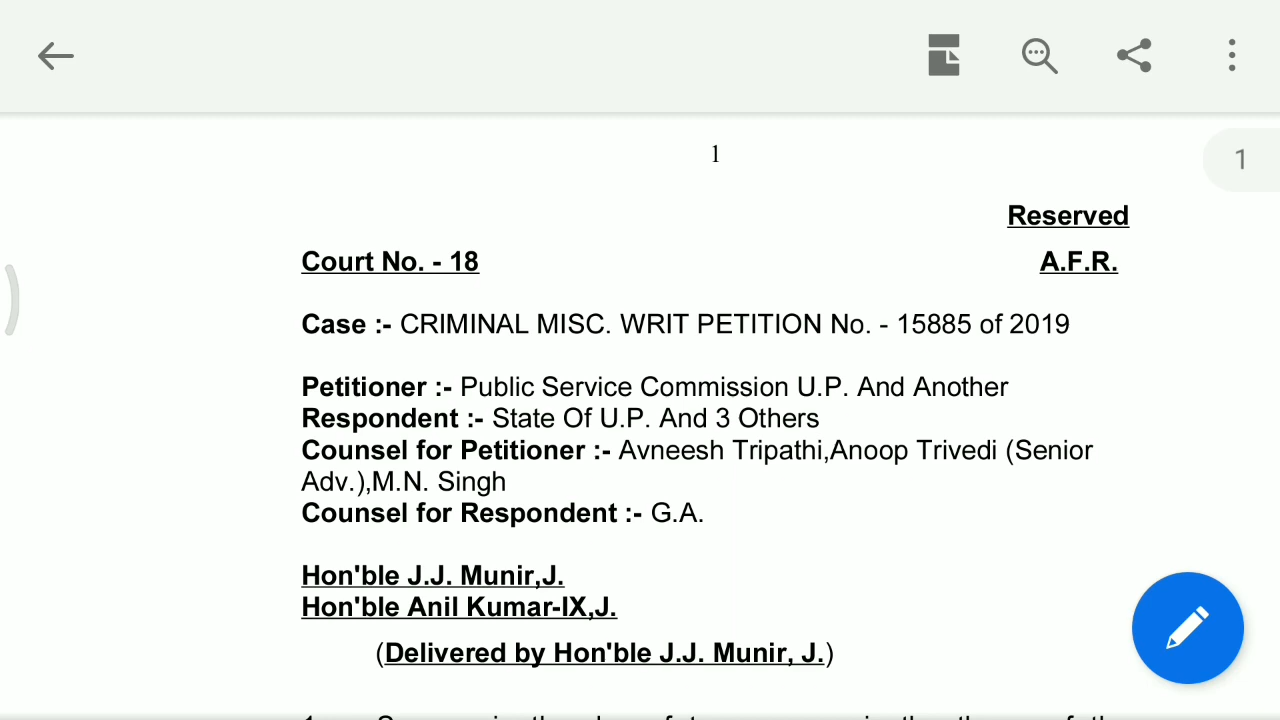 1
1
Reserved
Court No. - 18 A.F.R.
Case :- CRIMINAL MISC. WRIT PETITION No. - 15885 of 2019
Petitioner :- Public Service Commission U.P. And Another
Respondent :- State Of U.P. And 3 Others
Counsel for Petitioner :- Avneesh Tripathi,Anoop Trivedi (Senior
Adv.),M.N. Singh
Counsel for Respondent :- G.A.
Hon'ble J.J. Munir,J.
Hon'ble Anil Kumar-IX,J.
(Delivered by Hon'ble J.J. Munir, J.)